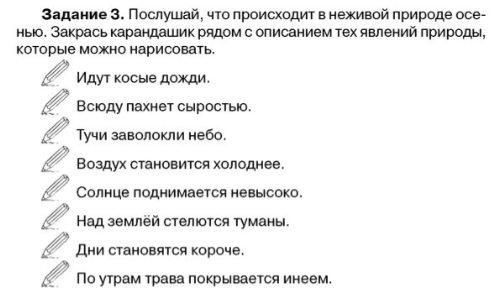 Задание 3. Послушай, что происходит в неживой природе осе-
нью. Закрась карандашик рядом с описанием тех явлений природы,
которые можно нарисовать.
Идут косые дожди.
Всюду пахнет сыростью.
Тучи заволокли небо.
Воздух становится холоднее.
Солнце поднимается невысоко.
Над землёй стелются туманы.
Дни становятся короче.
По утрам трава покрывается инеем.